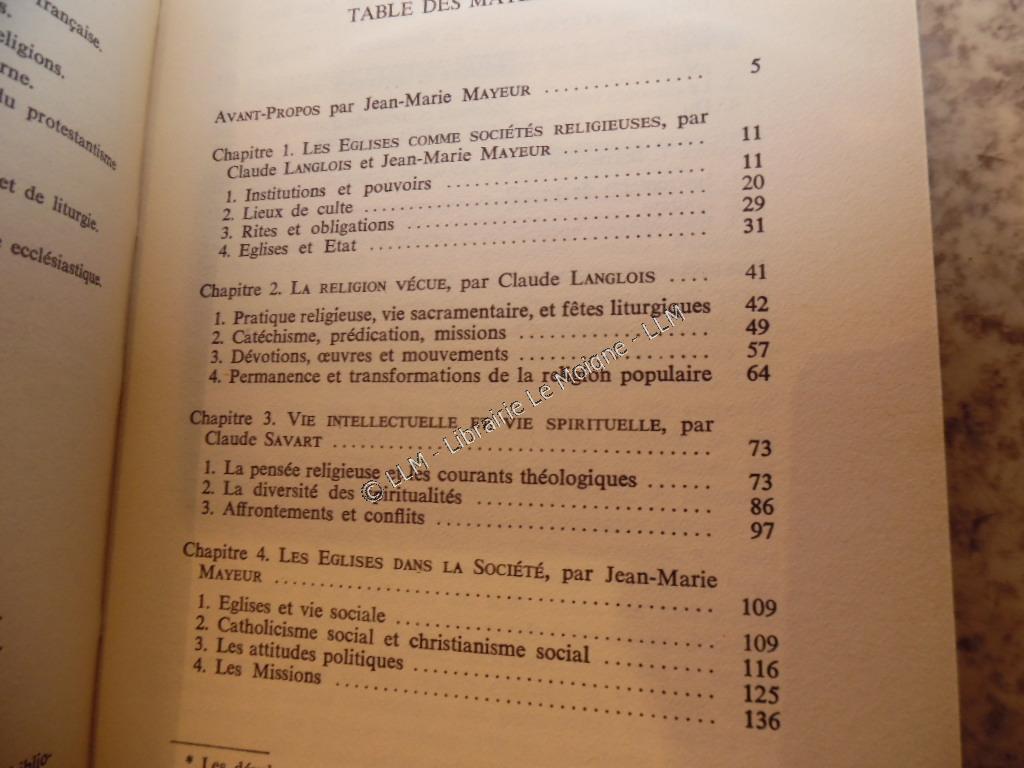 française.
s.
eligions.
rne.
du protestantisme
et de liturgie.
ecclésiastique.
TABLE DES
AVANT-PROPOS par Jean-Marie MAYEUR .................. 5
Chapitre 1. LES EGLISES COMME SOCIÉTÉS RELIGIEUSES, par
Claude LANGLOIS et Jean-Marie MAYEUR .............. 11
1. Institutions et pouvoirs .......................... 11
2. Lieux de culte .................................. 20
3. Rites et obligations .............................. 29
4. Eglises et Etat .................................. 31
Chapitre 2. LA RELIGION VÉCUE, par Claude LANGLOIS .... 41
1. Pratique religieuse, vie sacramentaire, et fêtes liturgiques 42
2. Catéchisme, prédication, missions .................. 49
3. Dévotions, œuvres et mouvements .................. 57
4. Permanence et transformations de la religion populaire 64
Chapitre 3. VIE INTELLECTUELLE ET VIE SPIRITUELLE, par
Claude SAVART .................................. 73
1. La pensée religieuse et les courants théologiques ...... 73
2. La diversité des spiritualités ........................ 86
3. Affrontements et conflits ............................ 97
Chapitre 4. LES EGLISES DANS LA SOCIÉTÉ, par Jean-Marie
MAYEUR ........................................ 109
1. Eglises et vie sociale .............................. 109
2. Catholicisme social et christianisme social .......... 116
3. Les attitudes politiques ............................ 125
4. Les Missions .................................... 136
* Les
© LLM - Librairie Le Moigne - LLM